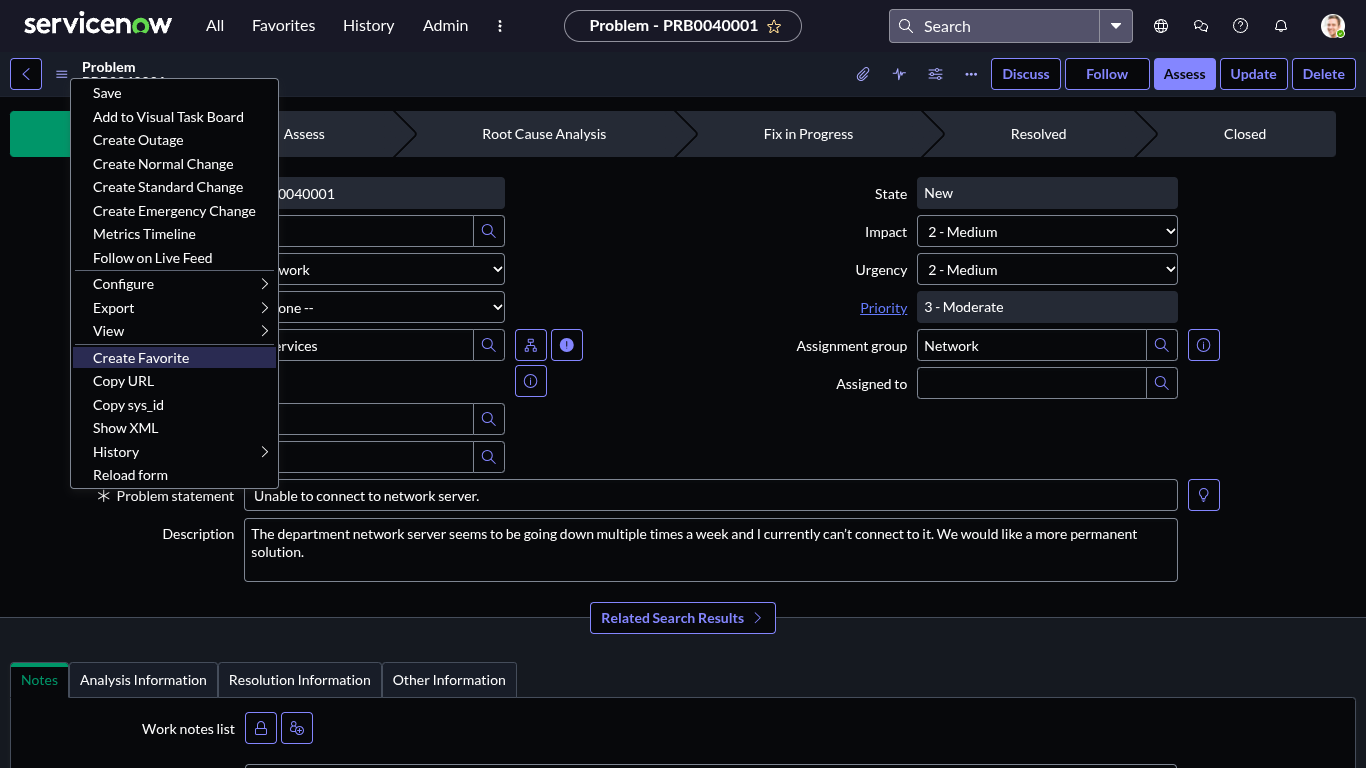 servicenow
All
Favorites
History
Admin
Problem - PRB0040001
Search
Problem
Discuss
Follow
Assess
Update
Delete
Save
Add to Visual Task Board
Create Outage
Create Normal Change
Create Standard Change
Create Emergency Change
Metrics Timeline
Follow on Live Feed
Configure
Export
View
Create Favorite
Copy URL
Copy sys_id
Show XML
History
Reload form
Assess
Root Cause Analysis
Fix in Progress
Resolved
Closed
0040001
work
one --
ervices
State
New
Impact
2 - Medium
Urgency
2 - Medium
Priority
3 - Moderate
Assignment group
Network
Assigned to
Problem statement
Unable to connect to network server.
Description
The department network server seems to be going down multiple times a week and I currently can't connect to it. We would like a more permanent
solution.
Related Search Results
Notes
Analysis Information
Resolution Information
Other Information
Work notes list